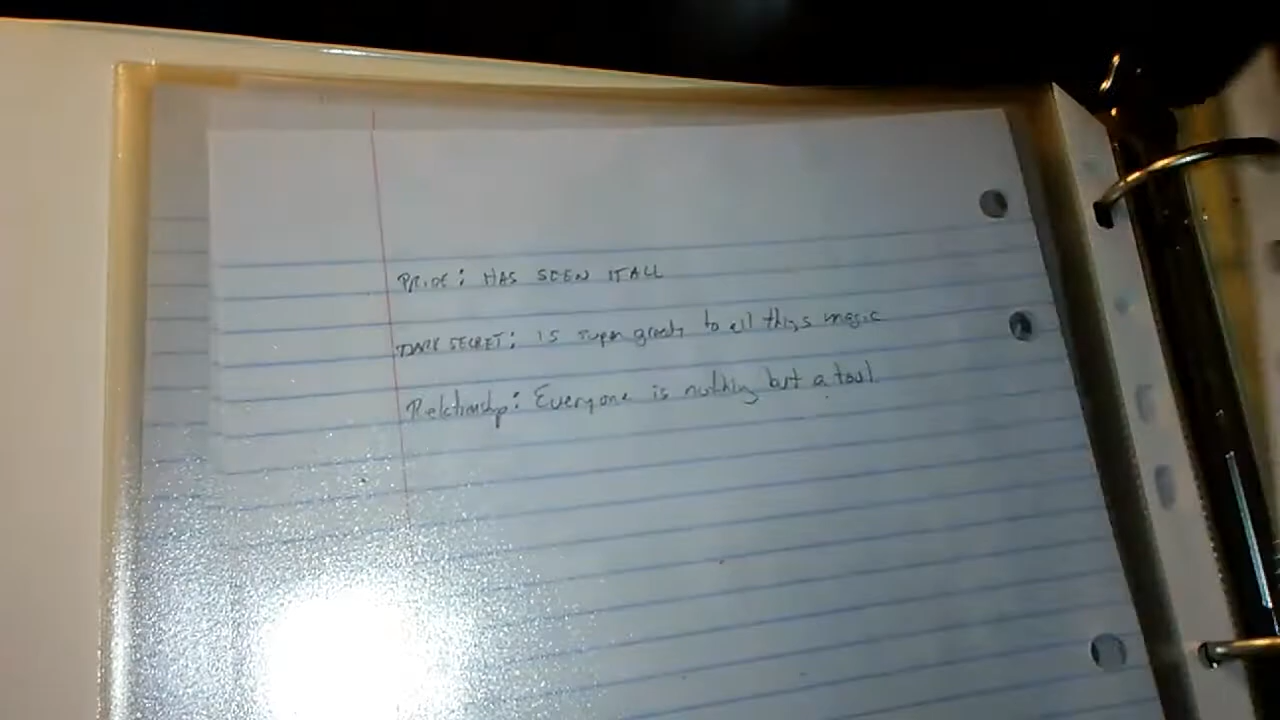 PRIDE: HAS SEEN IT ALL
DARK SECRET: is super greedy to all things magic
Relationship: Everyone is nothing but a tool.